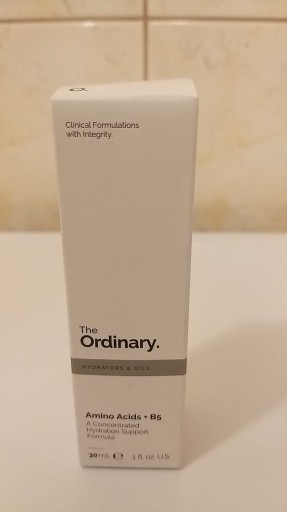 Clinical Formulations
with Integrity.
The
Ordinary.
HYDRATORS & OILS
Amino Acids + B5
A Concentrated
Hydration Support
Formula
30 mL ℮ 1 fl. oz. U.S.